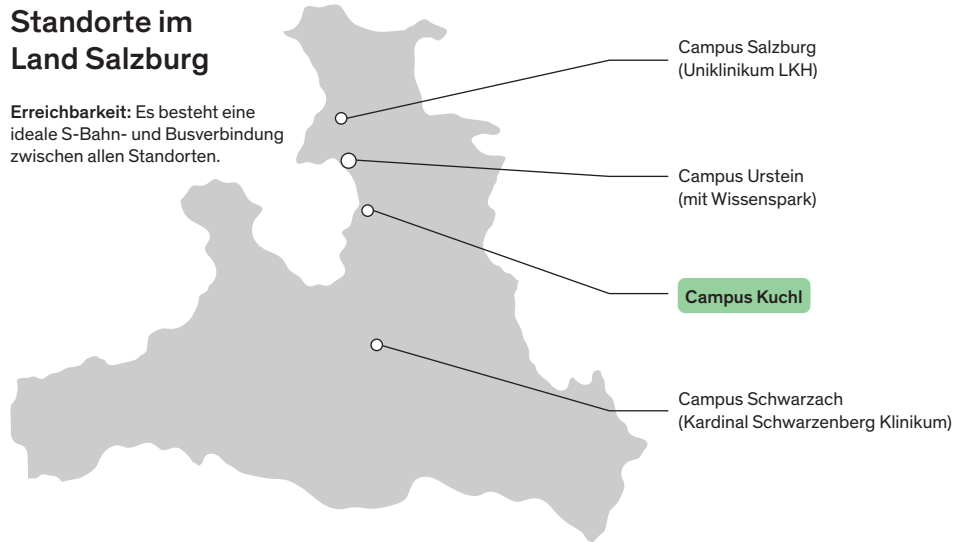 Standorte im
Land Salzburg
Erreichbarkeit: Es besteht eine
ideale S-Bahn- und Busverbindung
zwischen allen Standorten.
Campus Salzburg
(Uniklinikum LKH)
Campus Urstein
(mit Wissenspark)
Campus Kuchl
Campus Schwarzach
(Kardinal Schwarzenberg Klinikum)